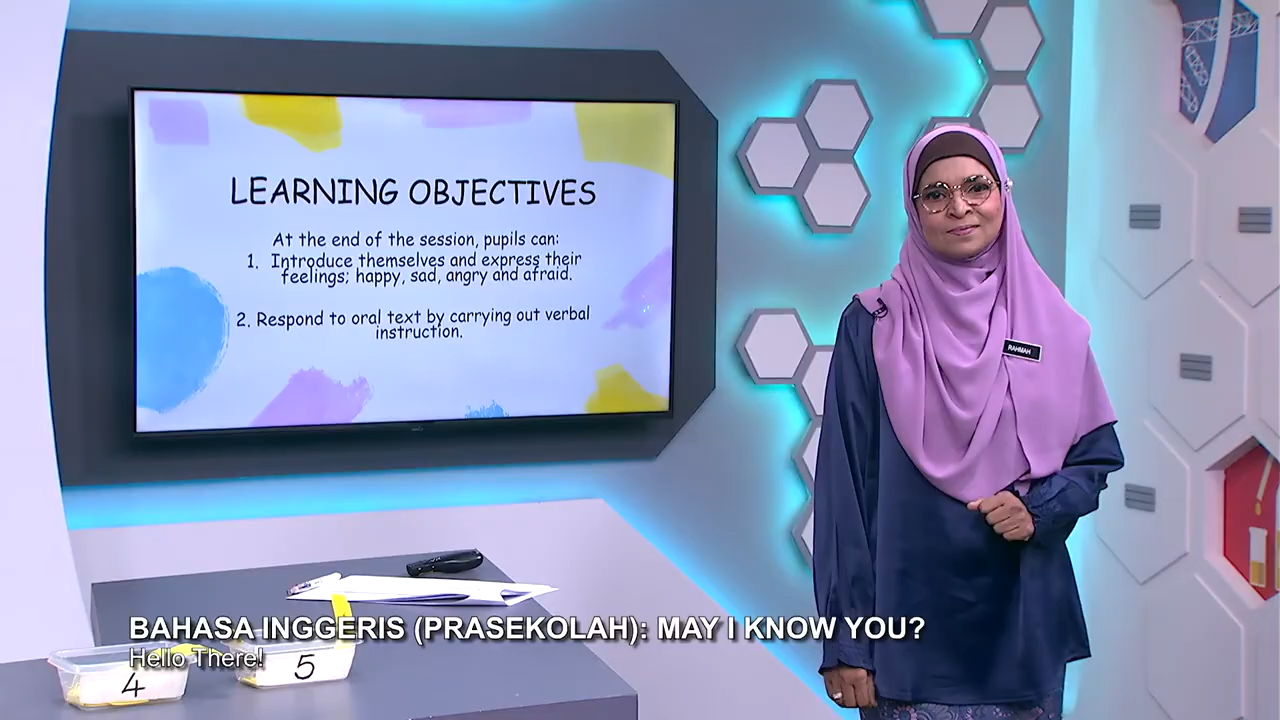 LEARNING OBJECTIVES
At the end of the session, pupils can:
1. Introduce themselves and express their
feelings; happy, sad, angry and afraid.
2. Respond to oral text by carrying out verbal
instruction.
RAHMAH
BAHASA INGGERIS (PRASEKOLAH): MAY I KNOW YOU?
Hello There!
4
5